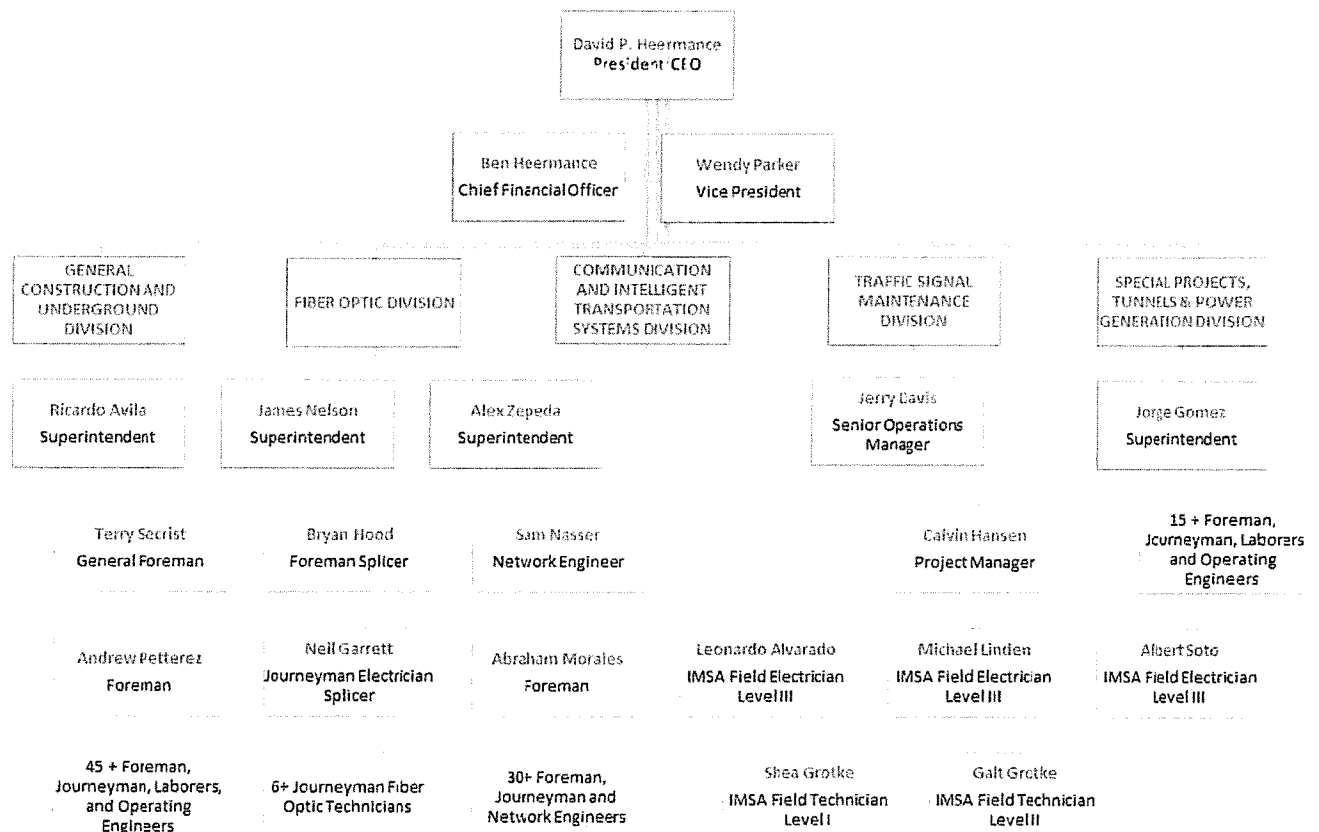 David P. Heermance
President/CEO
Ben Heermance
Chief Financial Officer
Wendy Parker
Vice President
GENERAL
CONSTRUCTION AND
UNDERGROUND
DIVISION
FIBER OPTIC DIVISION
COMMUNICATION
AND INTELLIGENT
TRANSPORTATION
SYSTEMS DIVISION
TRAFFIC SIGNAL
MAINTENANCE
DIVISION
SPECIAL PROJECTS,
TUNNELS & POWER
GENERATION DIVISION
Ricardo Avila
Superintendent
James Nelson
Superintendent
Alex Zepeda
Superintendent
Jerry Davis
Senior Operations
Manager
Jorge Gomez
Superintendent
Terry Secrist
General Foreman
Bryan Hood
Foreman Splicer
Sam Nasser
Network Engineer
Calvin Hansen
Project Manager
15 + Foreman,
Journeyman, Laborers
and Operating
Engineers
Andrew Petterez
Foreman
Neil Garrett
Journeyman Electrician
Splicer
Abraham Morales
Foreman
Leonardo Alvarado
IMSA Field Electrician
Level III
Michael Linden
IMSA Field Electrician
Level III
Albert Soto
IMSA Field Electrician
Level III
45 + Foreman,
Journeyman, Laborers,
and Operating
Engineers
6+ Journeyman Fiber
Optic Technicians
30+ Foreman,
Journeyman and
Network Engineers
Shea Grotke
IMSA Field Technician
Level I
Galt Grotke
IMSA Field Technician
Level II